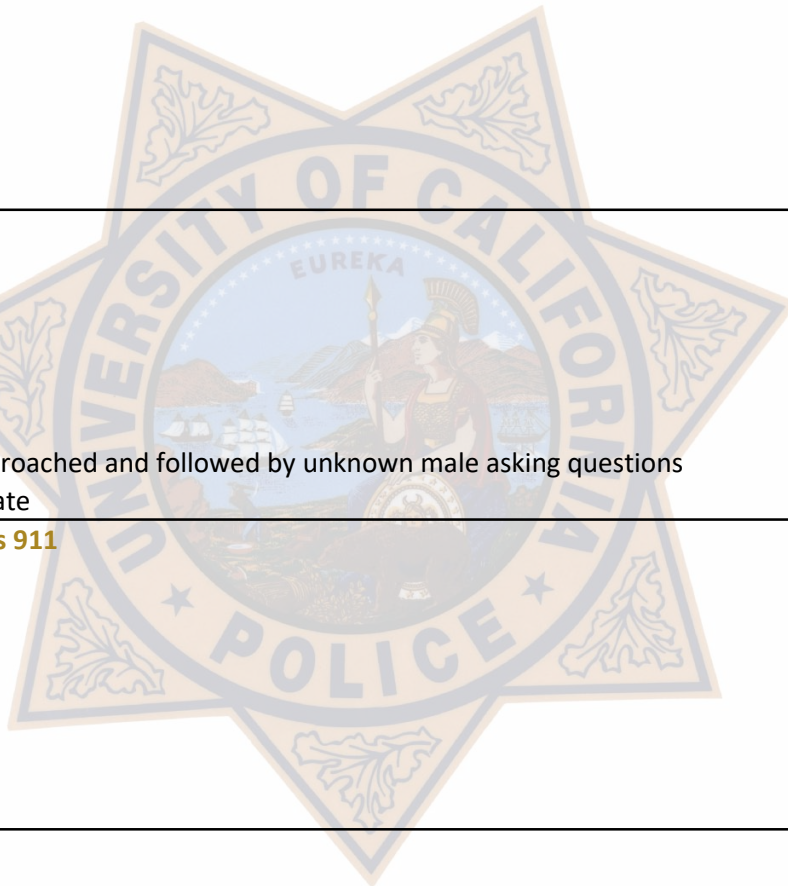 UNIVERSITY OF CALIFORNIA
EUREKA
roached and followed by unknown male asking questions
ate
s 911
POLICE